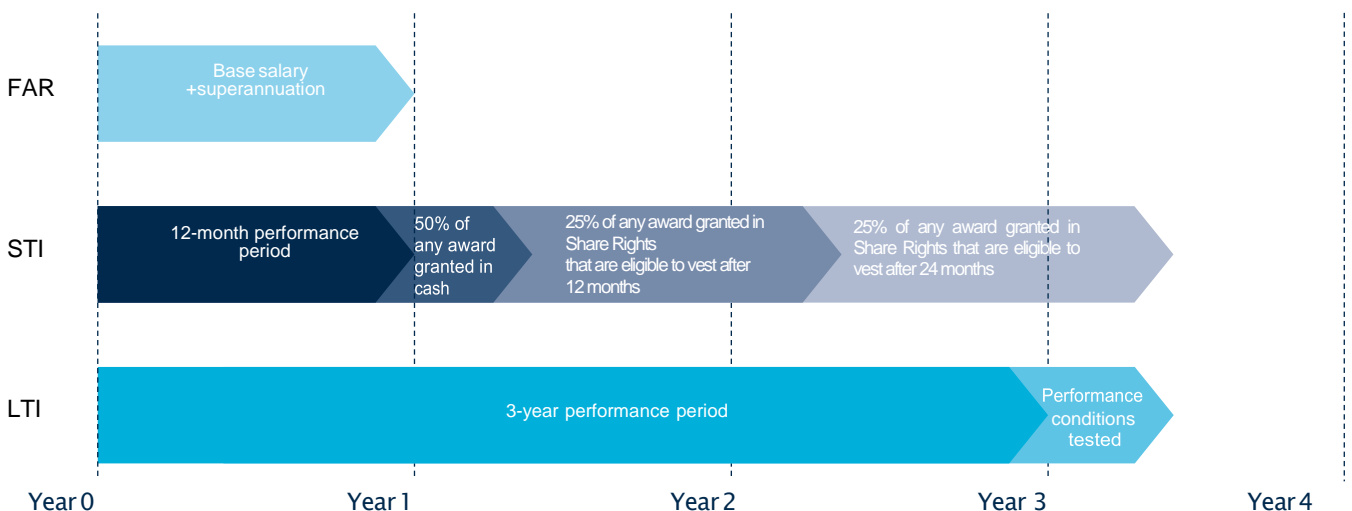 FAR
Base salary
+superannuation
STI
12-month performance
period
50% of
any award
granted in
cash
25% of any award granted in
Share Rights
that are eligible to vest after
12 months
25% of any award granted in
Share Rights that are eligible to
vest after 24 months
LTI
3-year performance period
Performance
conditions
tested
Year 0
Year 1
Year 2
Year 3
Year 4